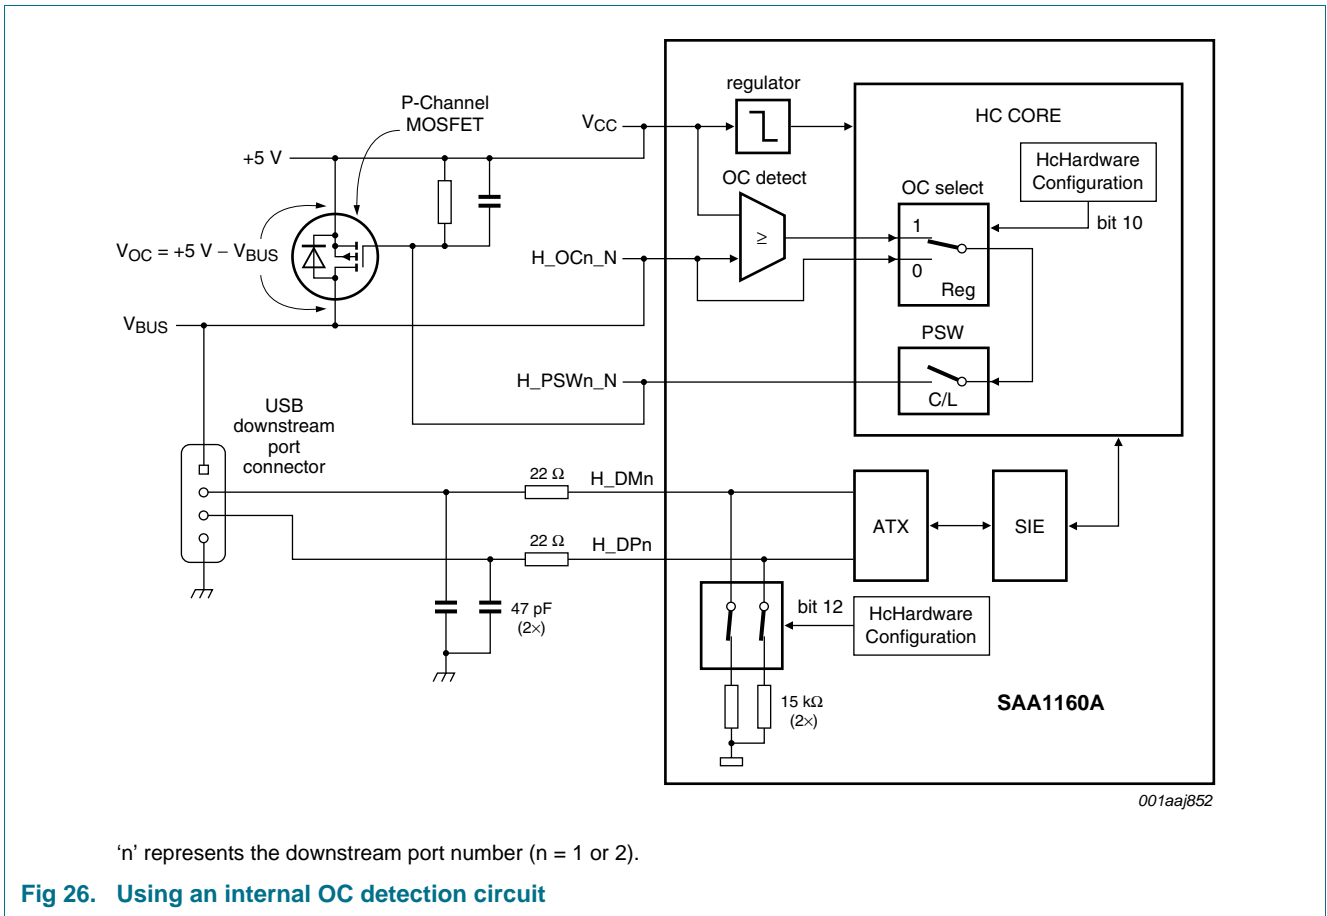 regulator
P-Channel
MOSFET
VCC
HC CORE
+5 V
HcHardware
Configuration
OC detect
OC select
1
bit 10
VOC = +5 V − VBUS
≥
H_OCn_N
0
Reg
VBUS
PSW
H_PSWn_N
C/L
USB
downstream
port
connector
22 Ω
H_DMn
ATX
SIE
22 Ω
H_DPn
47 pF
(2×)
bit 12
HcHardware
Configuration
15 kΩ
(2×)
SAA1160A
001aaj852
‘n’ represents the downstream port number (n = 1 or 2).
Fig 26. Using an internal OC detection circuit